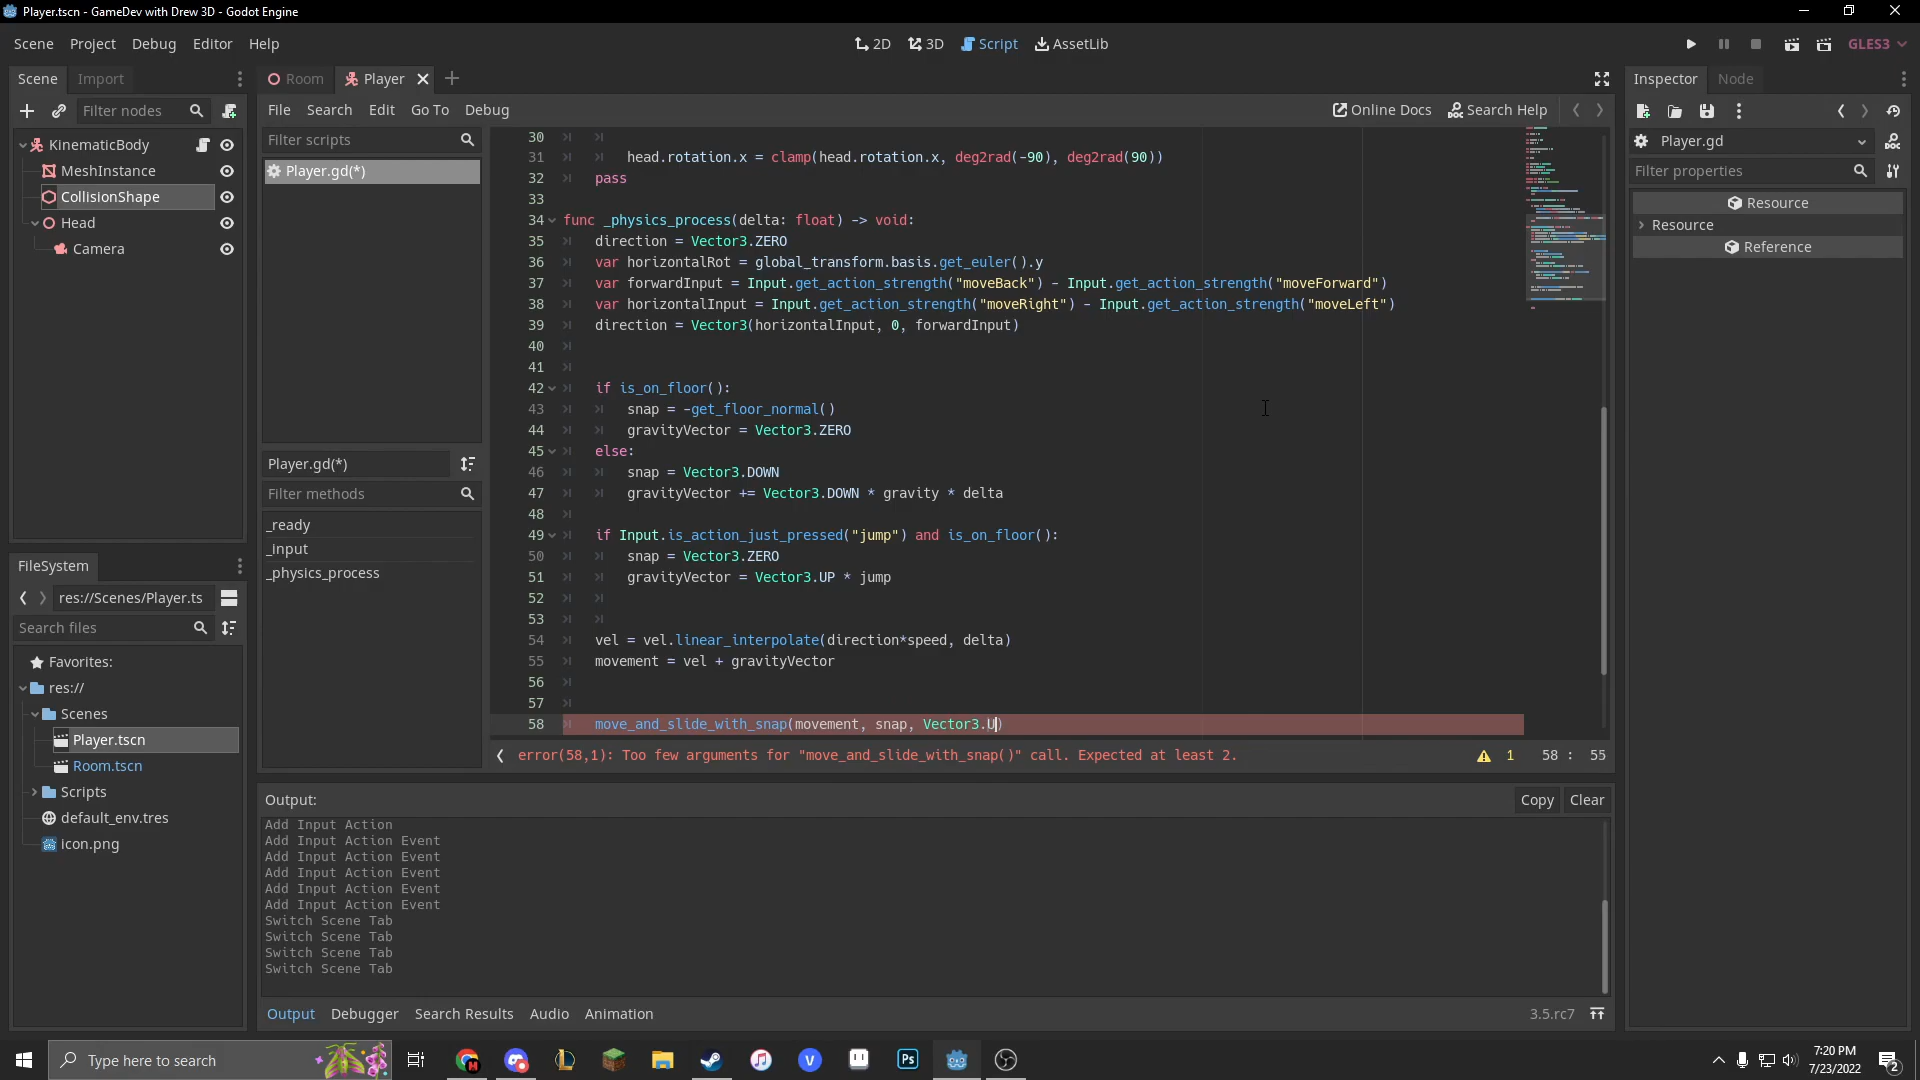 Player.tscn - GameDev with Drew 3D - Godot Engine
Scene Project Debug Editor Help
2D 3D Script AssetLib
GLES3
Scene Import
Filter nodes
KinematicBody
MeshInstance
CollisionShape
Head
Camera
FileSystem
res://Scenes/Player.ts
Search files
Favorites:
res://
Scenes
Player.tscn
Room.tscn
Scripts
default_env.tres
icon.png
Room Player
File Search Edit Go To Debug
Online Docs Search Help
Filter scripts
Player.gd(*)
Player.gd(*)
Filter methods
_ready
_input
_physics_process
30
31 head.rotation.x = clamp(head.rotation.x, deg2rad(-90), deg2rad(90))
32 pass
33
34 func _physics_process(delta: float) -> void:
35 direction = Vector3.ZERO
36 var horizontalRot = global_transform.basis.get_euler().y
37 var forwardInput = Input.get_action_strength("moveBack") - Input.get_action_strength("moveForward")
38 var horizontalInput = Input.get_action_strength("moveRight") - Input.get_action_strength("moveLeft")
39 direction = Vector3(horizontalInput, 0, forwardInput)
40
41
42 if is_on_floor():
43 snap = -get_floor_normal()
44 gravityVector = Vector3.ZERO
45 else:
46 snap = Vector3.DOWN
47 gravityVector += Vector3.DOWN * gravity * delta
48
49 if Input.is_action_just_pressed("jump") and is_on_floor():
50 snap = Vector3.ZERO
51 gravityVector = Vector3.UP * jump
52
53
54 vel = vel.linear_interpolate(direction*speed, delta)
55 movement = vel + gravityVector
56
57
58 move_and_slide_with_snap(movement, snap, Vector3.U)
error(58,1): Too few arguments for "move_and_slide_with_snap()" call. Expected at least 2.
1 58 : 55
Output:
Copy Clear
Add Input Action
Add Input Action Event
Add Input Action Event
Add Input Action Event
Add Input Action Event
Add Input Action Event
Switch Scene Tab
Switch Scene Tab
Switch Scene Tab
Switch Scene Tab
Output Debugger Search Results Audio Animation
3.5.rc7
Inspector Node
Player.gd
Filter properties
Resource
Resource
Reference
Type here to search
7:20 PM
7/23/2022
2